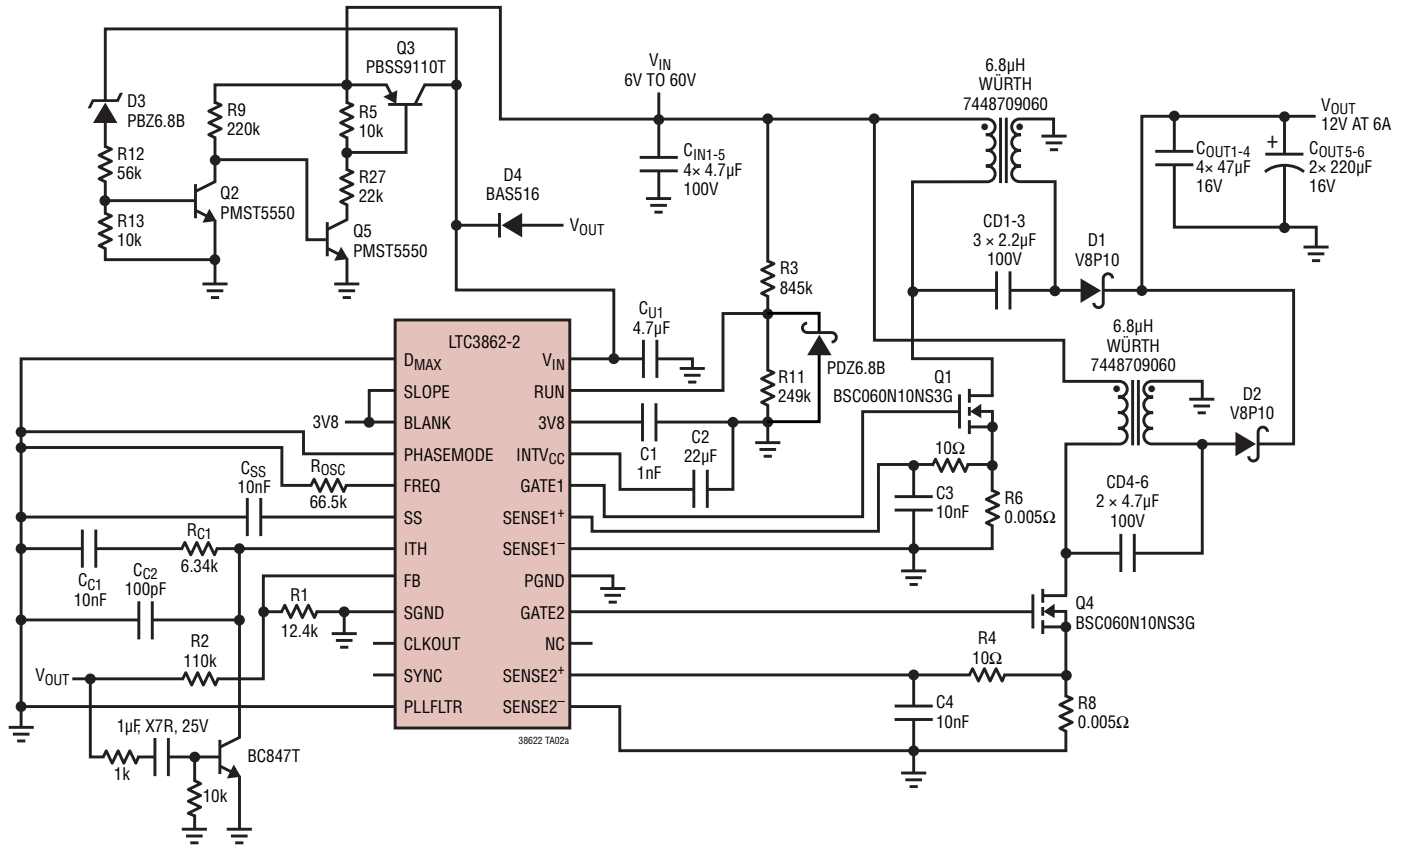 Q3
PBSS9110T
D3
PBZ6.8B
R9
220k
R5
10k
R12
56k
R13
10k
Q2
PMST5550
R27
22k
Q5
PMST5550
D4
BAS516
VOUT
VIN
6V TO 60V
CIN1-5
4× 4.7µF
100V
6.8µH
WÜRTH
7448709060
VOUT
12V AT 6A
COUT1-4
4× 47µF
16V
+
COUT5-6
2× 220µF
16V
CD1-3
3 × 2.2µF
100V
D1
V8P10
R3
845k
PDZ6.8B
R11
249k
CU1
4.7µF
6.8µH
WÜRTH
7448709060
D2
V8P10
Q1
BSC060N10NS3G
CD4-6
2 × 4.7µF
100V
LTC3862-2
DMAX
SLOPE
BLANK
PHASEMODE
FREQ
SS
ITH
FB
SGND
CLKOUT
SYNC
PLLFLTR
VIN
RUN
3V8
INTVCC
GATE1
SENSE1+
SENSE1–
PGND
GATE2
NC
SENSE2+
SENSE2–
3V8
C1
1nF
C2
22µF
10Ω
C3
10nF
R6
0.005Ω
CSS
10nF
ROSC
66.5k
RC1
6.34k
CC1
10nF
CC2
100pF
R1
12.4k
R2
110k
VOUT
1µF, X7R, 25V
1k
10k
BC847T
Q4
BSC060N10NS3G
R4
10Ω
C4
10nF
R8
0.005Ω
38622 TA02a